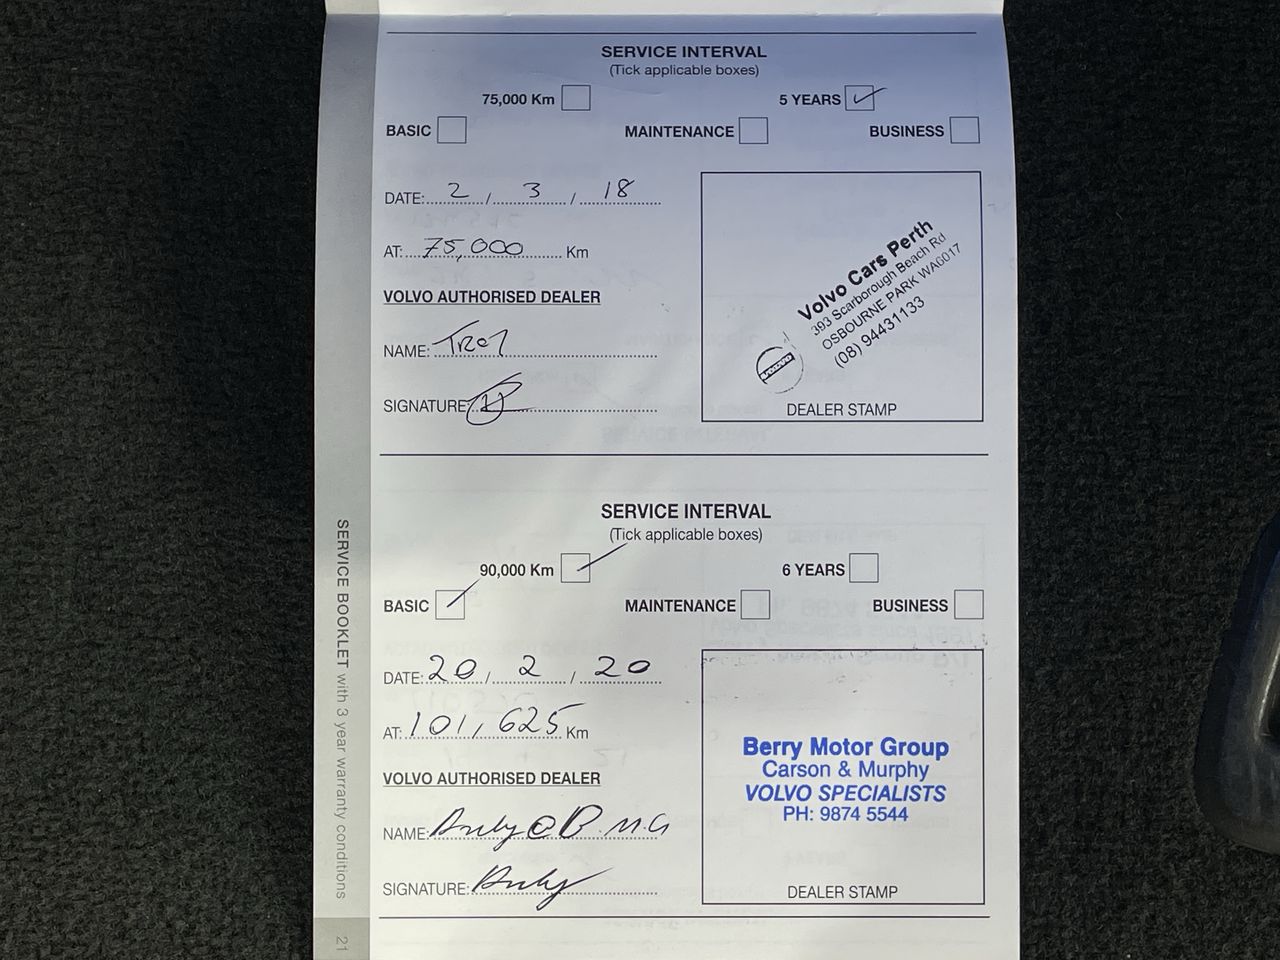 SERVICE INTERVAL
(Tick applicable boxes)
75,000 Km 5 YEARS
BASIC MAINTENANCE BUSINESS
DATE: 2 / 3 / 18
AT: 75,000 Km
VOLVO AUTHORISED DEALER
NAME:
SIGNATURE:
Volvo Cars Perth
393 Scarborough Beach Rd
OSBOURNE PARK WA6017
(08) 94431133
VOLVO
DEALER STAMP
SERVICE INTERVAL
(Tick applicable boxes)
90,000 Km 6 YEARS
BASIC MAINTENANCE BUSINESS
DATE: 20 / 2 / 20
AT: 101,625 Km
VOLVO AUTHORISED DEALER
NAME: @ B.M.G
SIGNATURE:
Berry Motor Group
Carson & Murphy
VOLVO SPECIALISTS
PH: 9874 5544
DEALER STAMP
SERVICE BOOKLET with 3 year warranty conditions
21